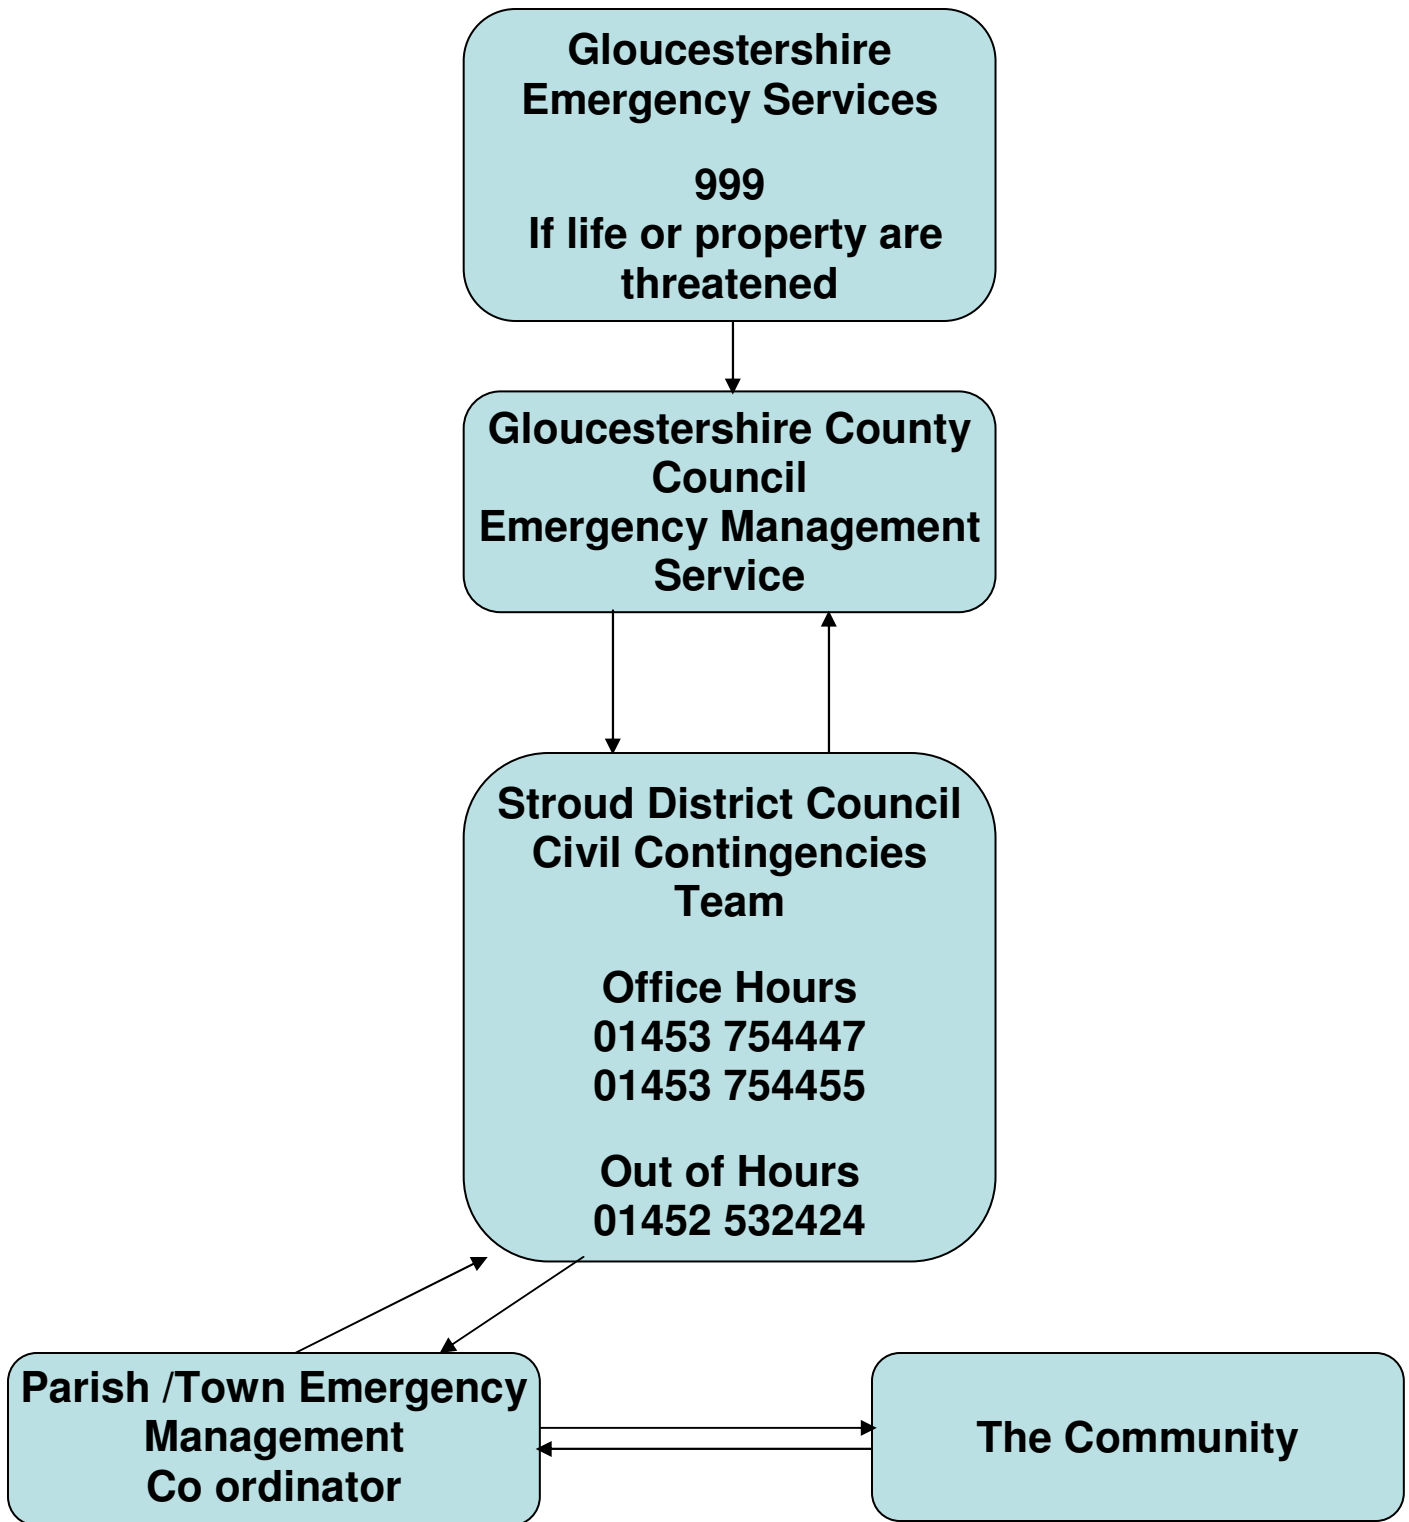 Gloucestershire
Emergency Services
999
If life or property are
threatened
Gloucestershire County
Council
Emergency Management
Service
Stroud District Council
Civil Contingencies
Team
Office Hours
01453 754447
01453 754455
Out of Hours
01452 532424
Parish /Town Emergency
Management
Co ordinator
The Community